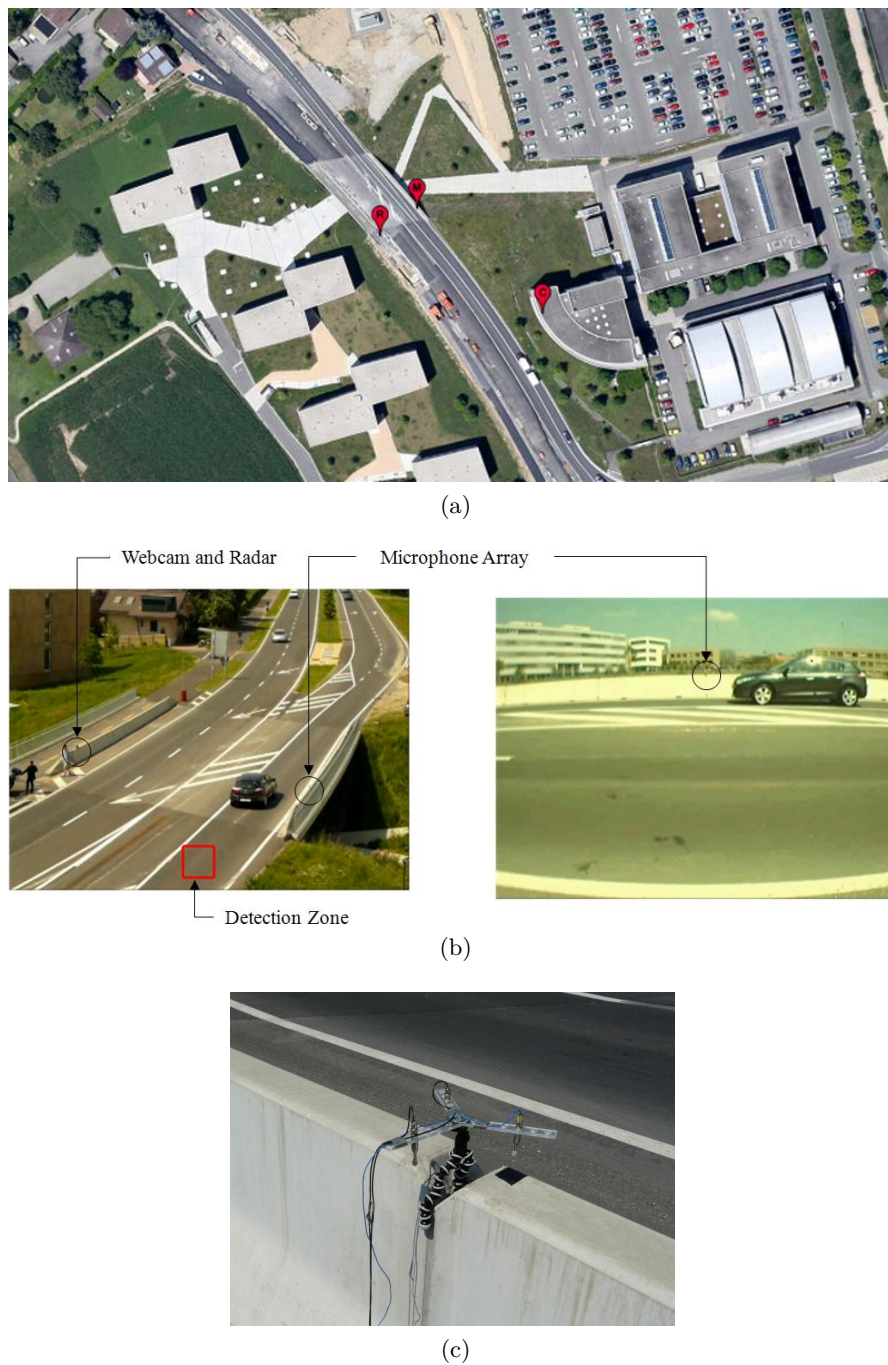 M
R
C
(a)
Webcam and Radar
Microphone Array
Detection Zone
(b)
(c)